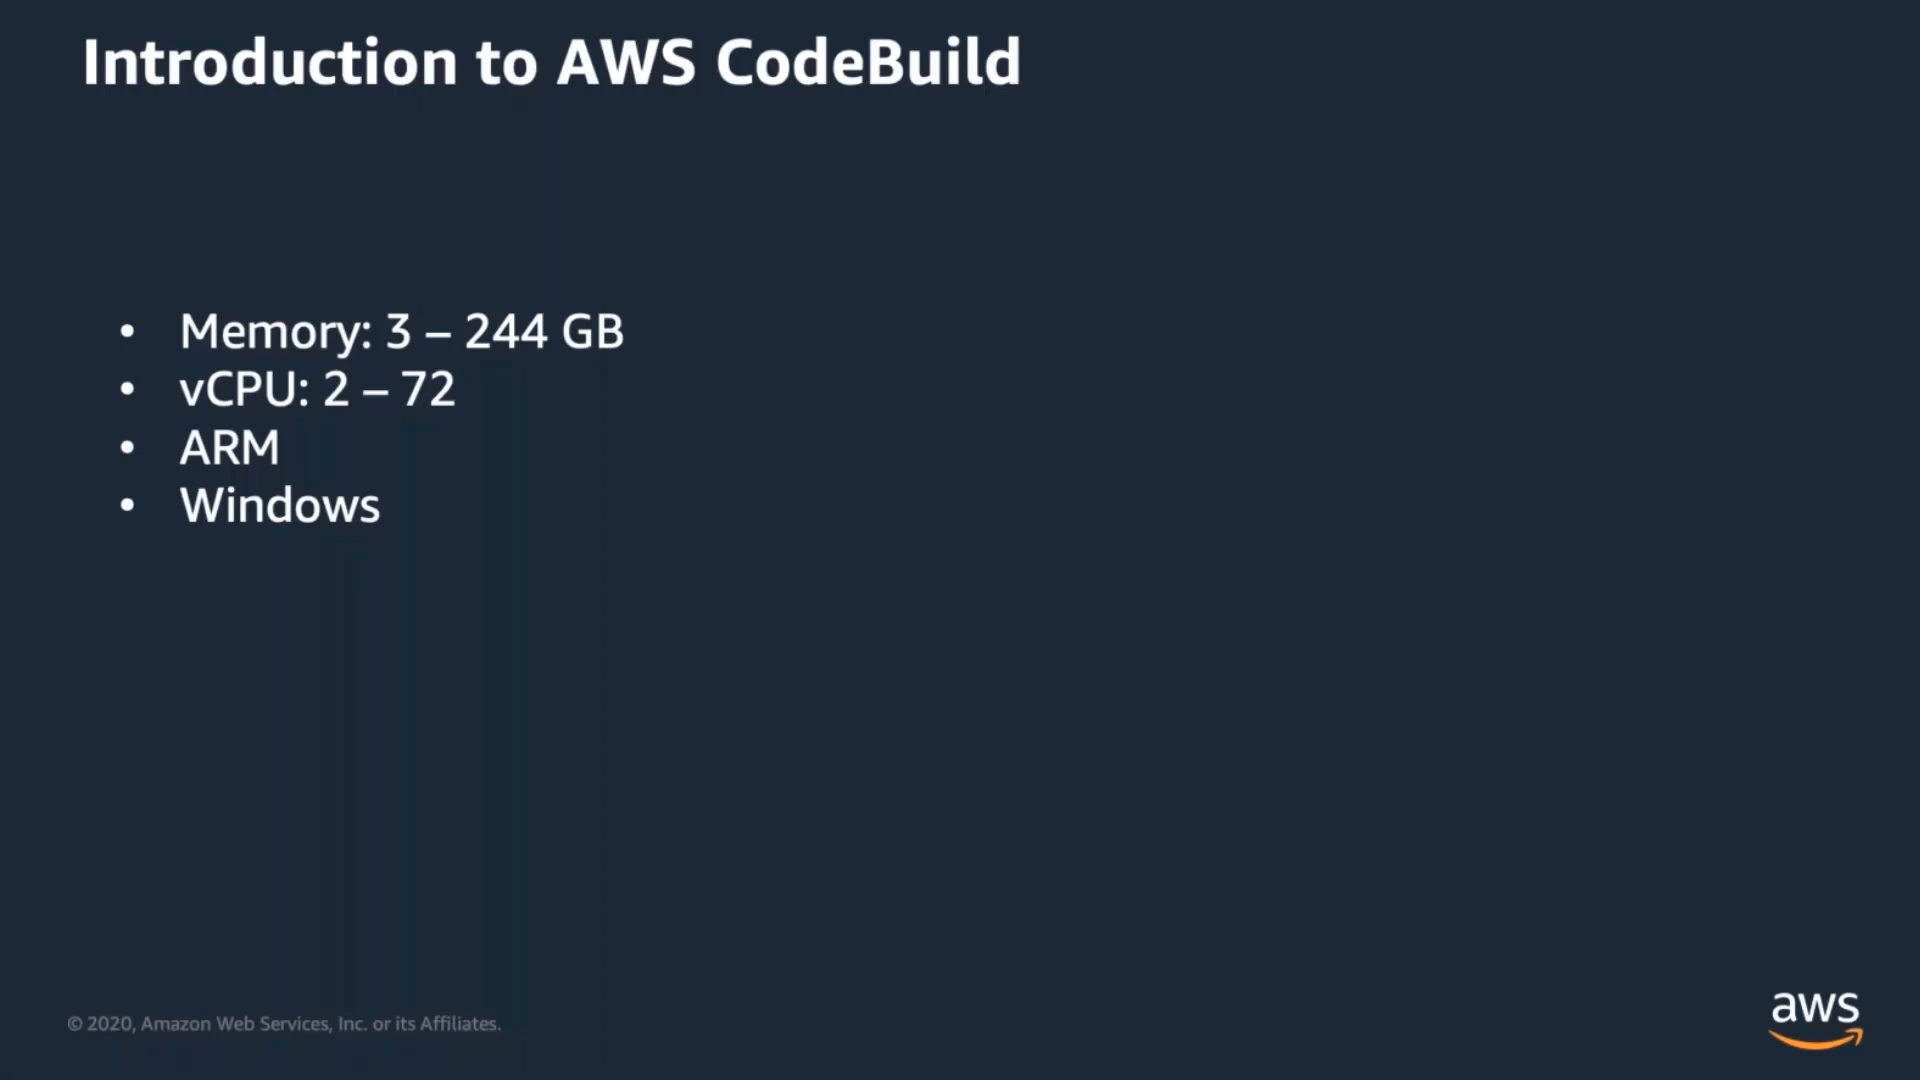 Introduction to AWS CodeBuild
• Memory: 3 – 244 GB
• vCPU: 2 – 72
• ARM
• Windows
© 2020, Amazon Web Services, Inc. or its Affiliates.
aws